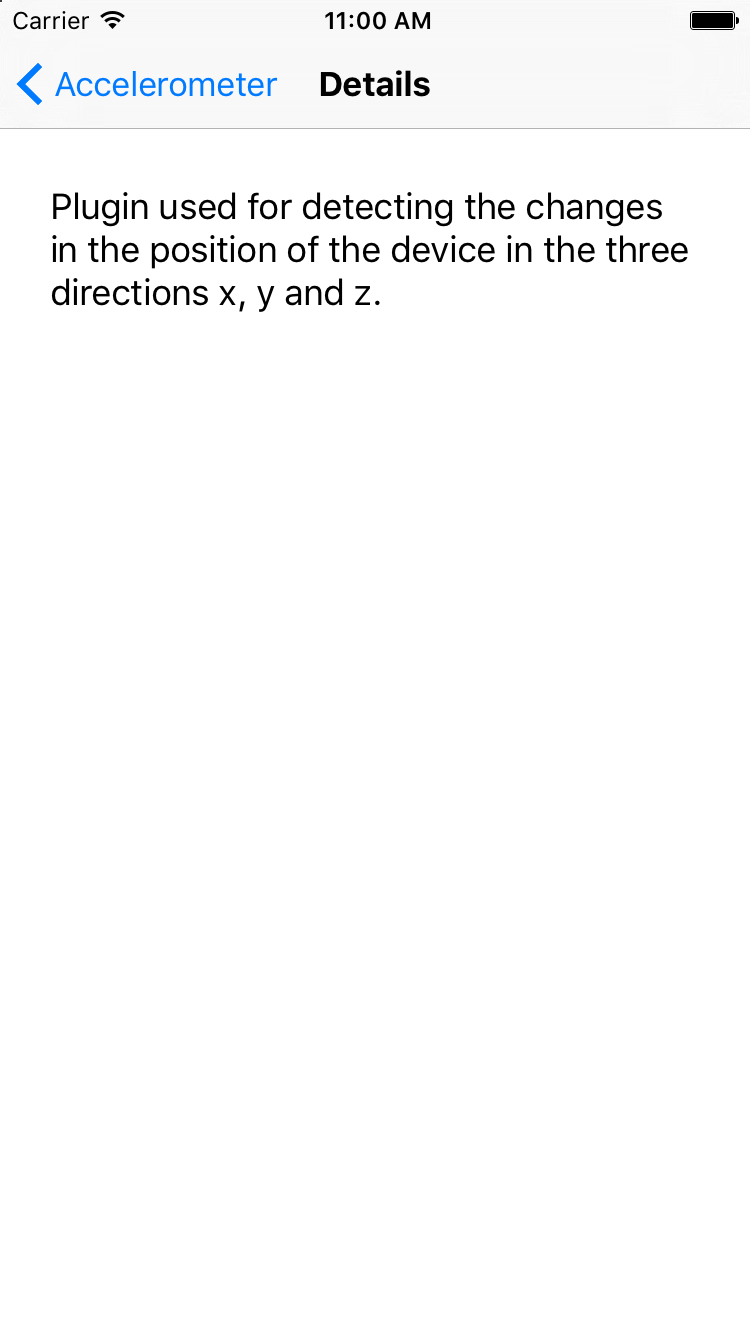 Carrier 11:00 AM
Accelerometer Details
Plugin used for detecting the changes
in the position of the device in the three
directions x, y and z.